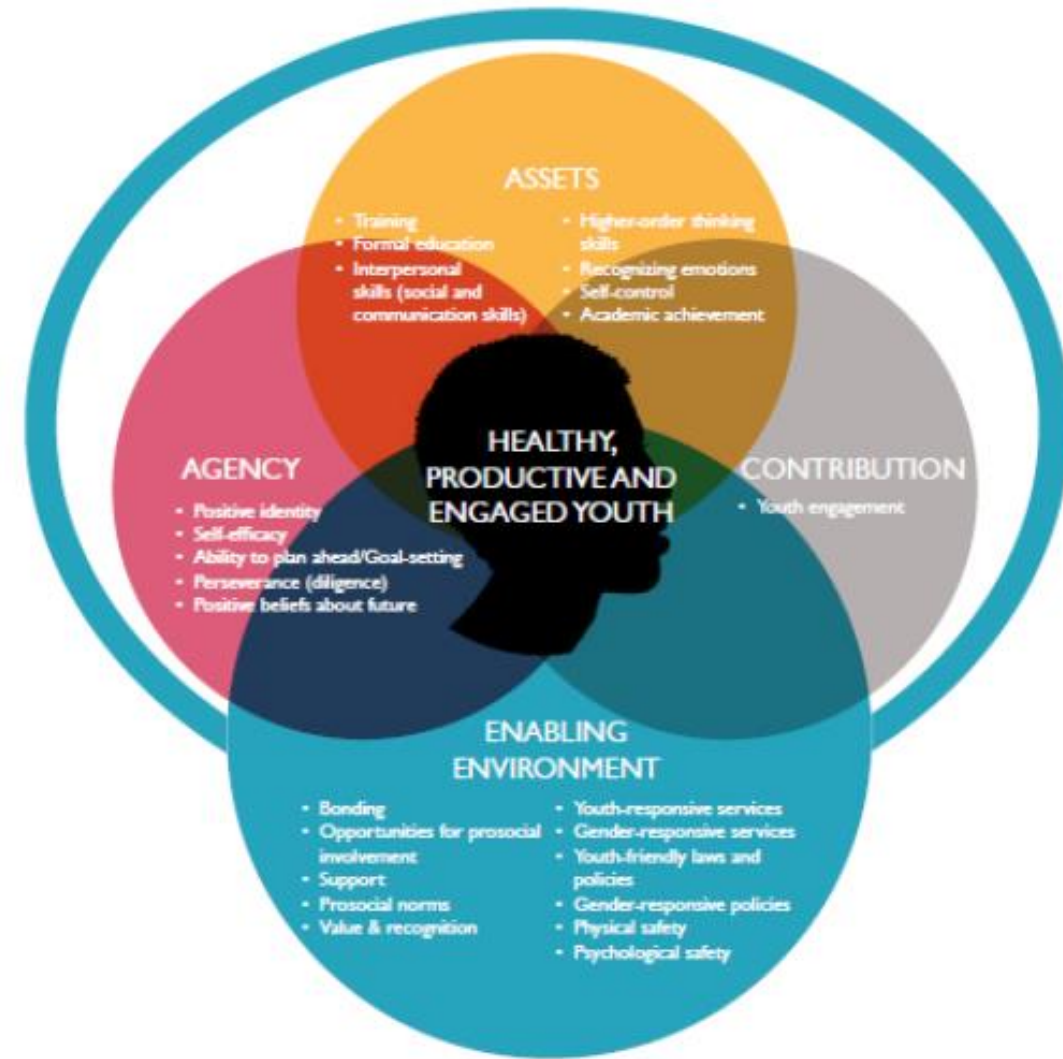 ASSETS
• Training
• Formal education
• Interpersonal
skills (social and
communication skills)
• Higher-order thinking
skills
• Recognizing emotions
• Self-control
• Academic achievement
AGENCY
• Positive identity
• Self-efficacy
• Ability to plan ahead/Goal-setting
• Perseverance (diligence)
• Positive beliefs about future
HEALTHY,
PRODUCTIVE AND
ENGAGED YOUTH
CONTRIBUTION
• Youth engagement
ENABLING
ENVIRONMENT
• Bonding
• Opportunities for prosocial
involvement
• Support
• Prosocial norms
• Value & recognition
• Youth-responsive services
• Gender-responsive services
• Youth-friendly laws and
policies
• Gender-responsive policies
• Physical safety
• Psychological safety